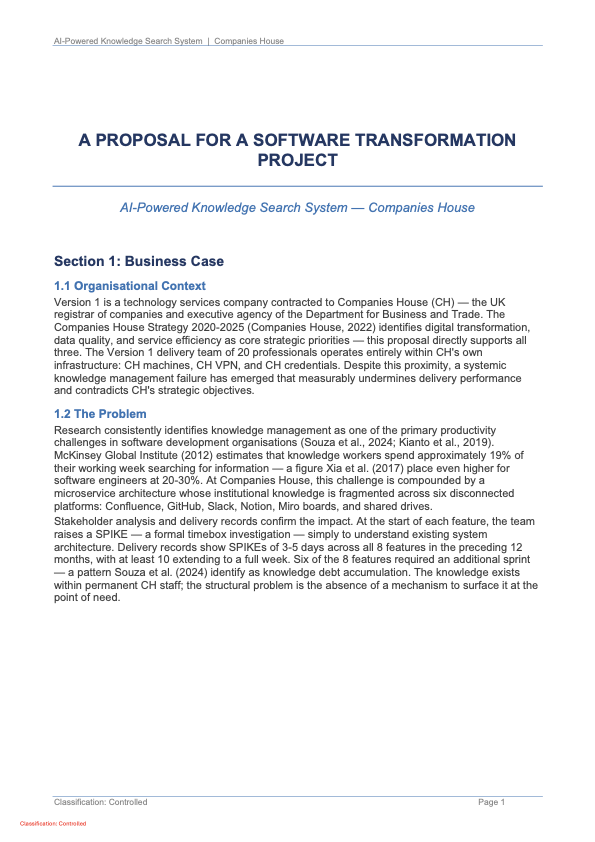 AI-Powered Knowledge Search System | Companies House
A PROPOSAL FOR A SOFTWARE TRANSFORMATION
PROJECT
AI-Powered Knowledge Search System — Companies House
Section 1: Business Case
1.1 Organisational Context
Version 1 is a technology services company contracted to Companies House (CH) — the UK
registrar of companies and executive agency of the Department for Business and Trade. The
Companies House Strategy 2020-2025 (Companies House, 2022) identifies digital transformation,
data quality, and service efficiency as core strategic priorities — this proposal directly supports all
three. The Version 1 delivery team of 20 professionals operates entirely within CH's own
infrastructure: CH machines, CH VPN, and CH credentials. Despite this proximity, a systemic
knowledge management failure has emerged that measurably undermines delivery performance
and contradicts CH's strategic objectives.
1.2 The Problem
Research consistently identifies knowledge management as one of the primary productivity
challenges in software development organisations (Souza et al., 2024; Kianto et al., 2019).
McKinsey Global Institute (2012) estimates that knowledge workers spend approximately 19% of
their working week searching for information — a figure Xia et al. (2017) place even higher for
software engineers at 20-30%. At Companies House, this challenge is compounded by a
microservice architecture whose institutional knowledge is fragmented across six disconnected
platforms: Confluence, GitHub, Slack, Notion, Miro boards, and shared drives.
Stakeholder analysis and delivery records confirm the impact. At the start of each feature, the team
raises a SPIKE — a formal timebox investigation — simply to understand existing system
architecture. Delivery records show SPIKEs of 3-5 days across all 8 features in the preceding 12
months, with at least 10 extending to a full week. Six of the 8 features required an additional sprint
— a pattern Souza et al. (2024) identify as knowledge debt accumulation. The knowledge exists
within permanent CH staff; the structural problem is the absence of a mechanism to surface it at the
point of need.
Classification: Controlled
Page 1
Classification: Controlled